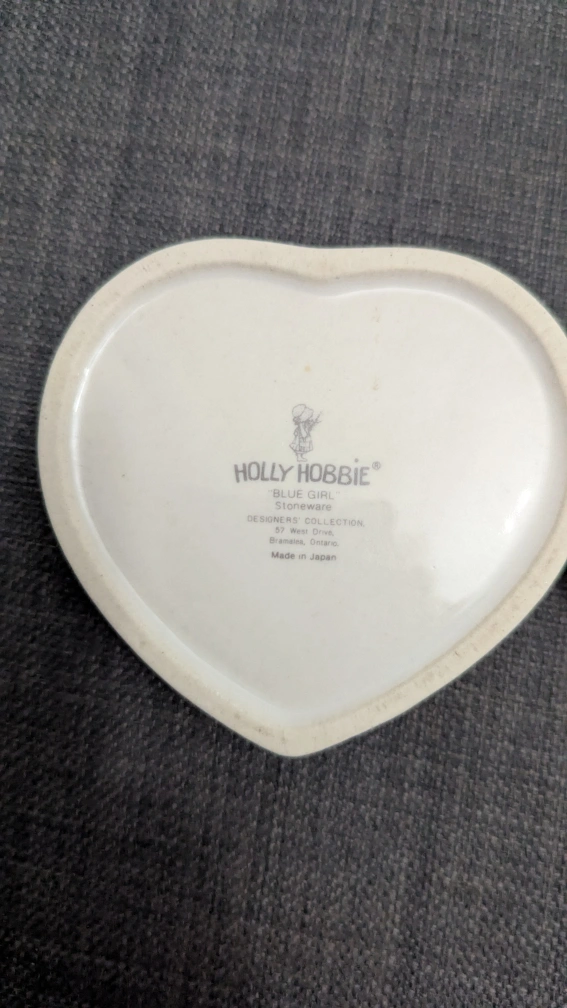 HOLLY HOBBiE®
"BLUE GIRL"
Stoneware
DESIGNERS' COLLECTION,
57 West Drive,
Bramalea, Ontario.
Made in Japan